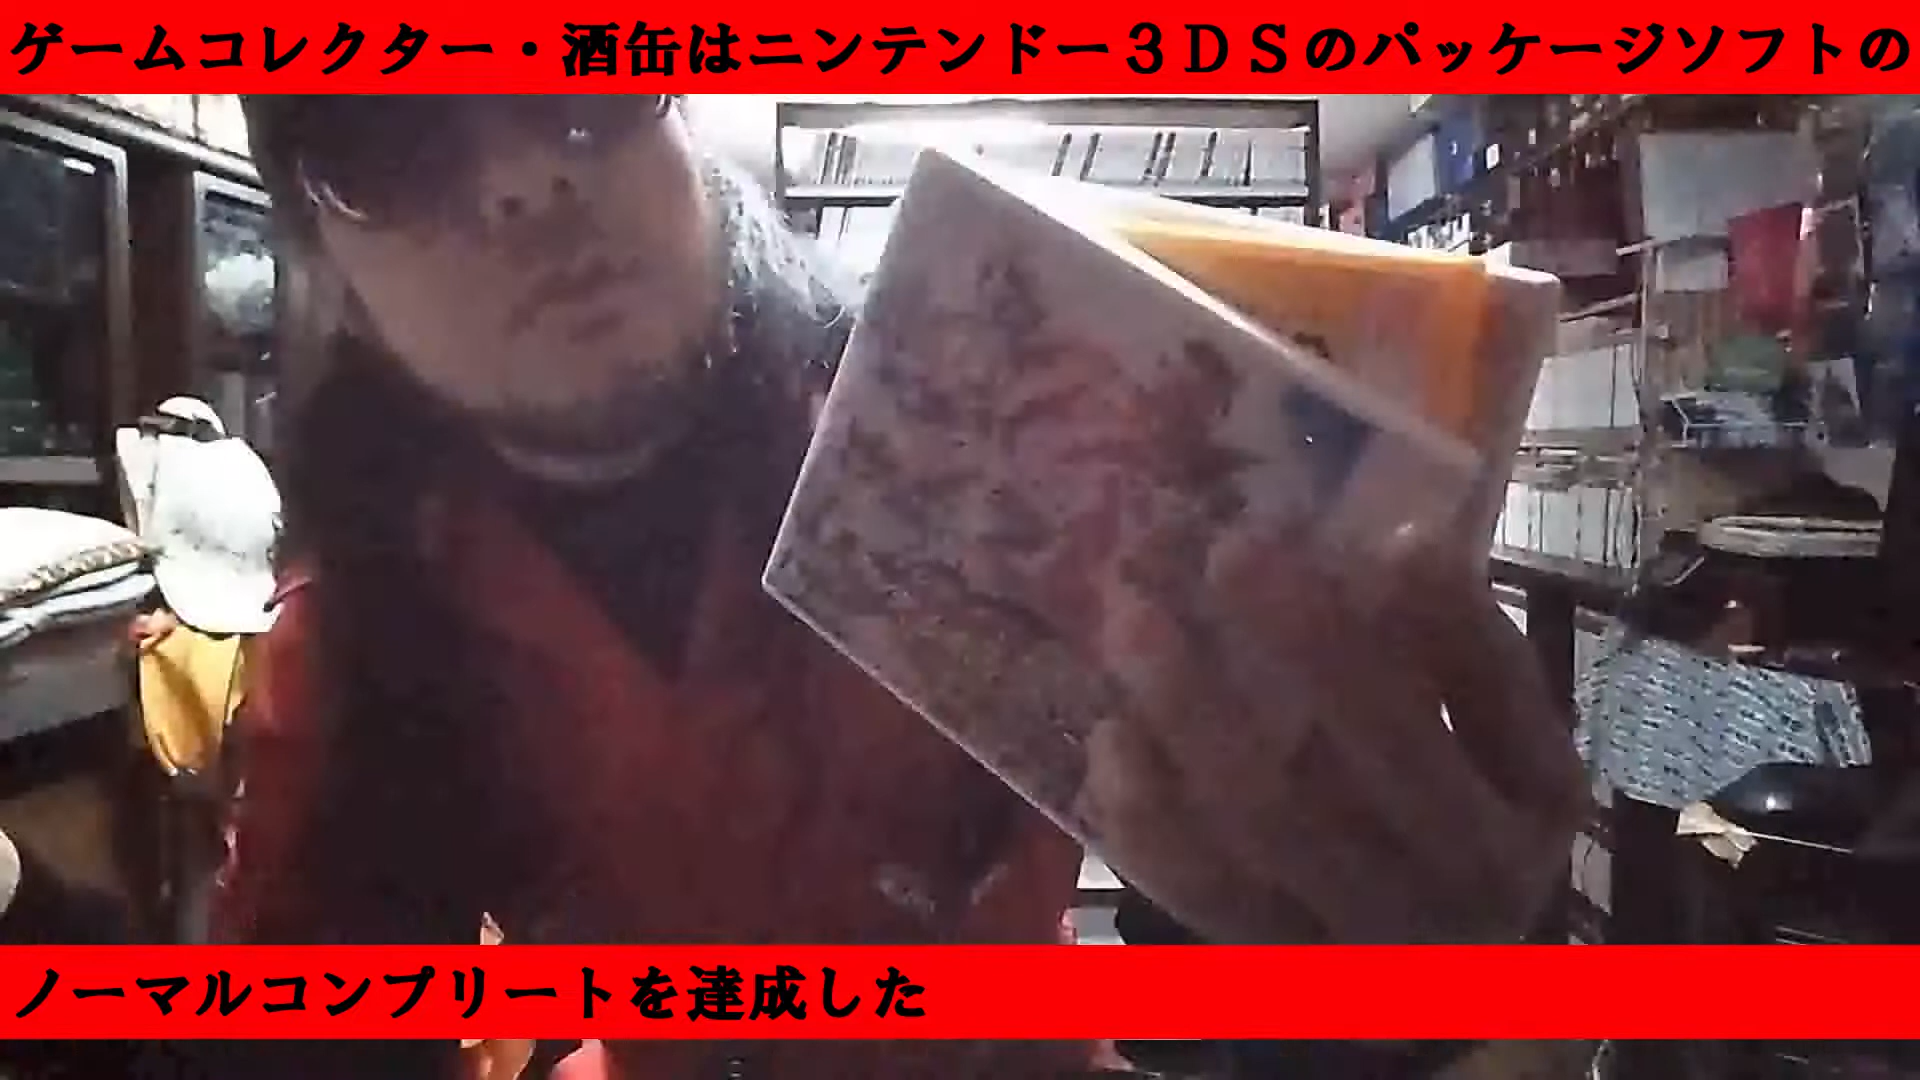 ゲームコレクター・酒缶はニンテンドー３ＤＳのパッケージソフトの
ノーマルコンプリートを達成した